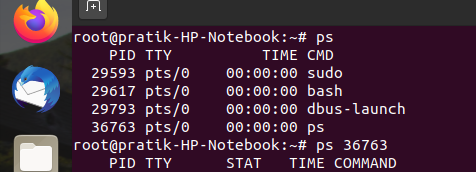 root@pratik-HP-Notebook:~# ps
PID TTY TIME CMD
29593 pts/0 00:00:00 sudo
29617 pts/0 00:00:00 bash
29793 pts/0 00:00:00 dbus-launch
36763 pts/0 00:00:00 ps
root@pratik-HP-Notebook:~# ps 36763
PID TTY STAT TIME COMMAND